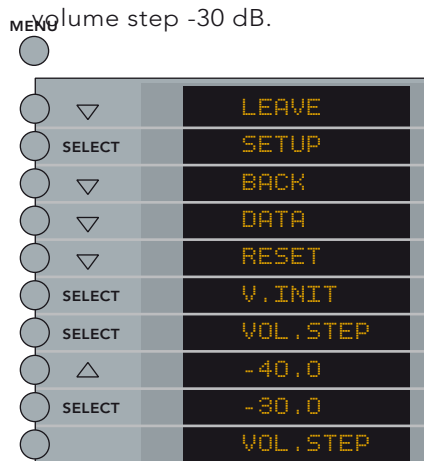 volume step -30 dB.
MENU
LEAVE
SELECT SETUP
BACK
DATA
RESET
SELECT V.INIT
SELECT VOL.STEP
-40.0
SELECT -30.0
VOL.STEP